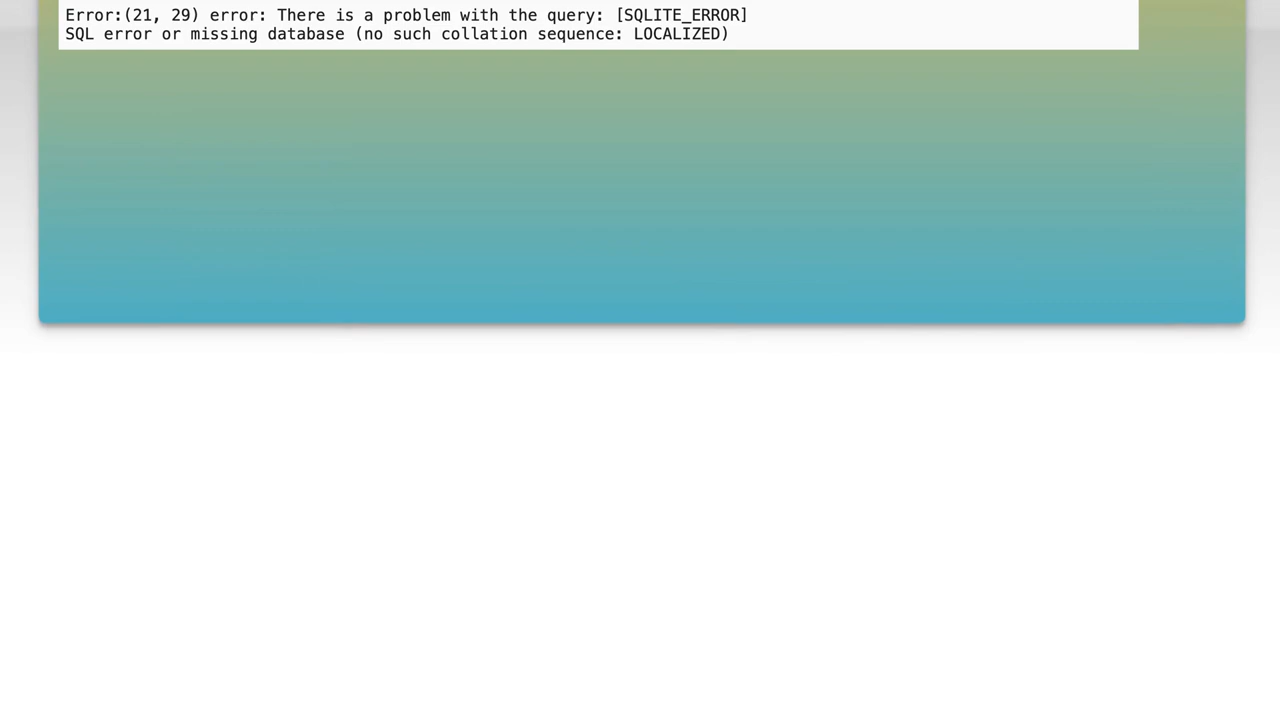 Error:(21, 29) error: There is a problem with the query: [SQLITE_ERROR]
SQL error or missing database (no such collation sequence: LOCALIZED)